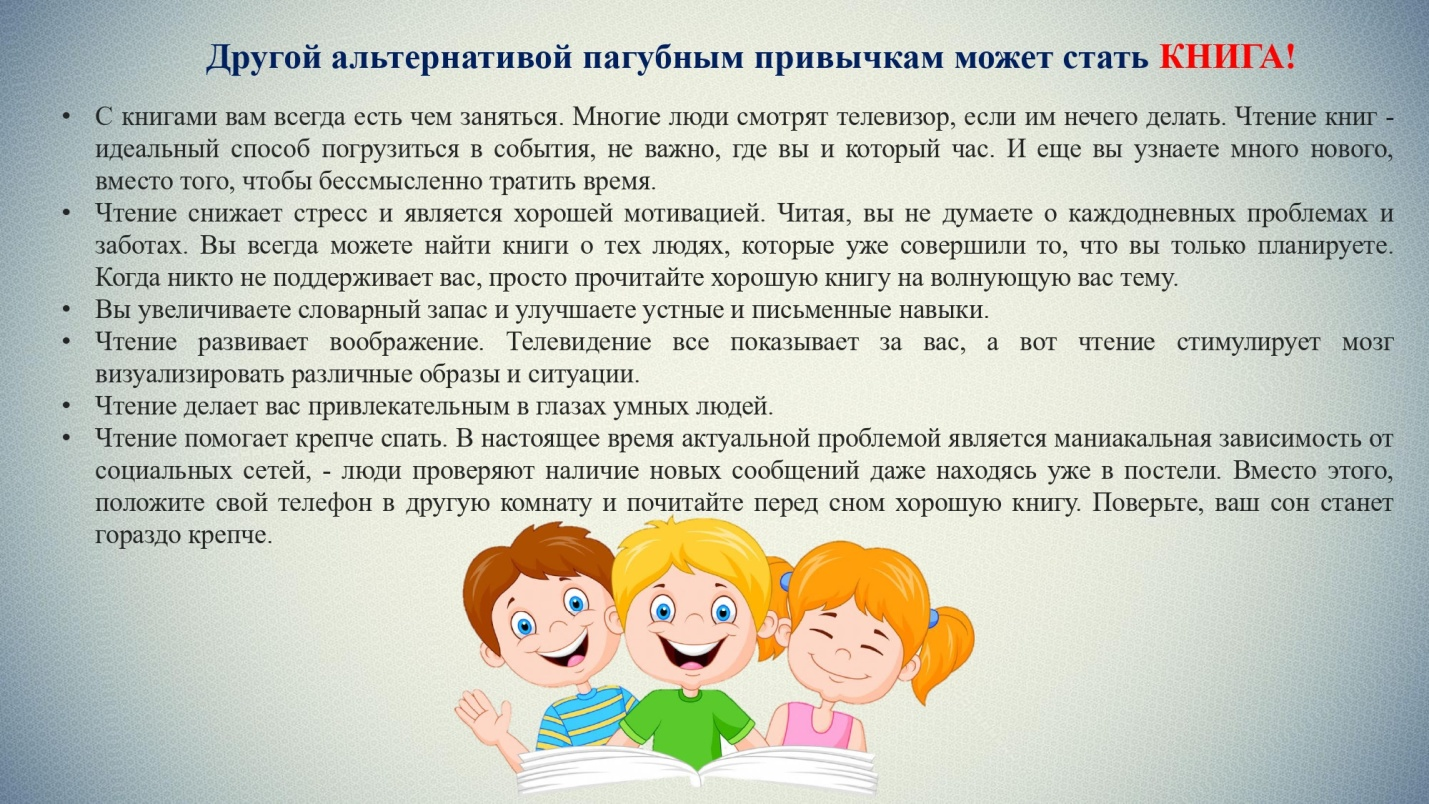 Другой альтернативой пагубным привычкам может стать КНИГА!
• С книгами вам всегда есть чем заняться. Многие люди смотрят телевизор, если им нечего делать. Чтение книг -
идеальный способ погрузиться в события, не важно, где вы и который час. И еще вы узнаете много нового,
вместо того, чтобы бессмысленно тратить время.
• Чтение снижает стресс и является хорошей мотивацией. Читая, вы не думаете о каждодневных проблемах и
заботах. Вы всегда можете найти книги о тех людях, которые уже совершили то, что вы только планируете.
Когда никто не поддерживает вас, просто прочитайте хорошую книгу на волнующую вас тему.
• Вы увеличиваете словарный запас и улучшаете устные и письменные навыки.
• Чтение развивает воображение. Телевидение все показывает за вас, а вот чтение стимулирует мозг
визуализировать различные образы и ситуации.
• Чтение делает вас привлекательным в глазах умных людей.
• Чтение помогает крепче спать. В настоящее время актуальной проблемой является маниакальная зависимость от
социальных сетей, - люди проверяют наличие новых сообщений даже находясь уже в постели. Вместо этого,
положите свой телефон в другую комнату и почитайте перед сном хорошую книгу. Поверьте, ваш сон станет
гораздо крепче.